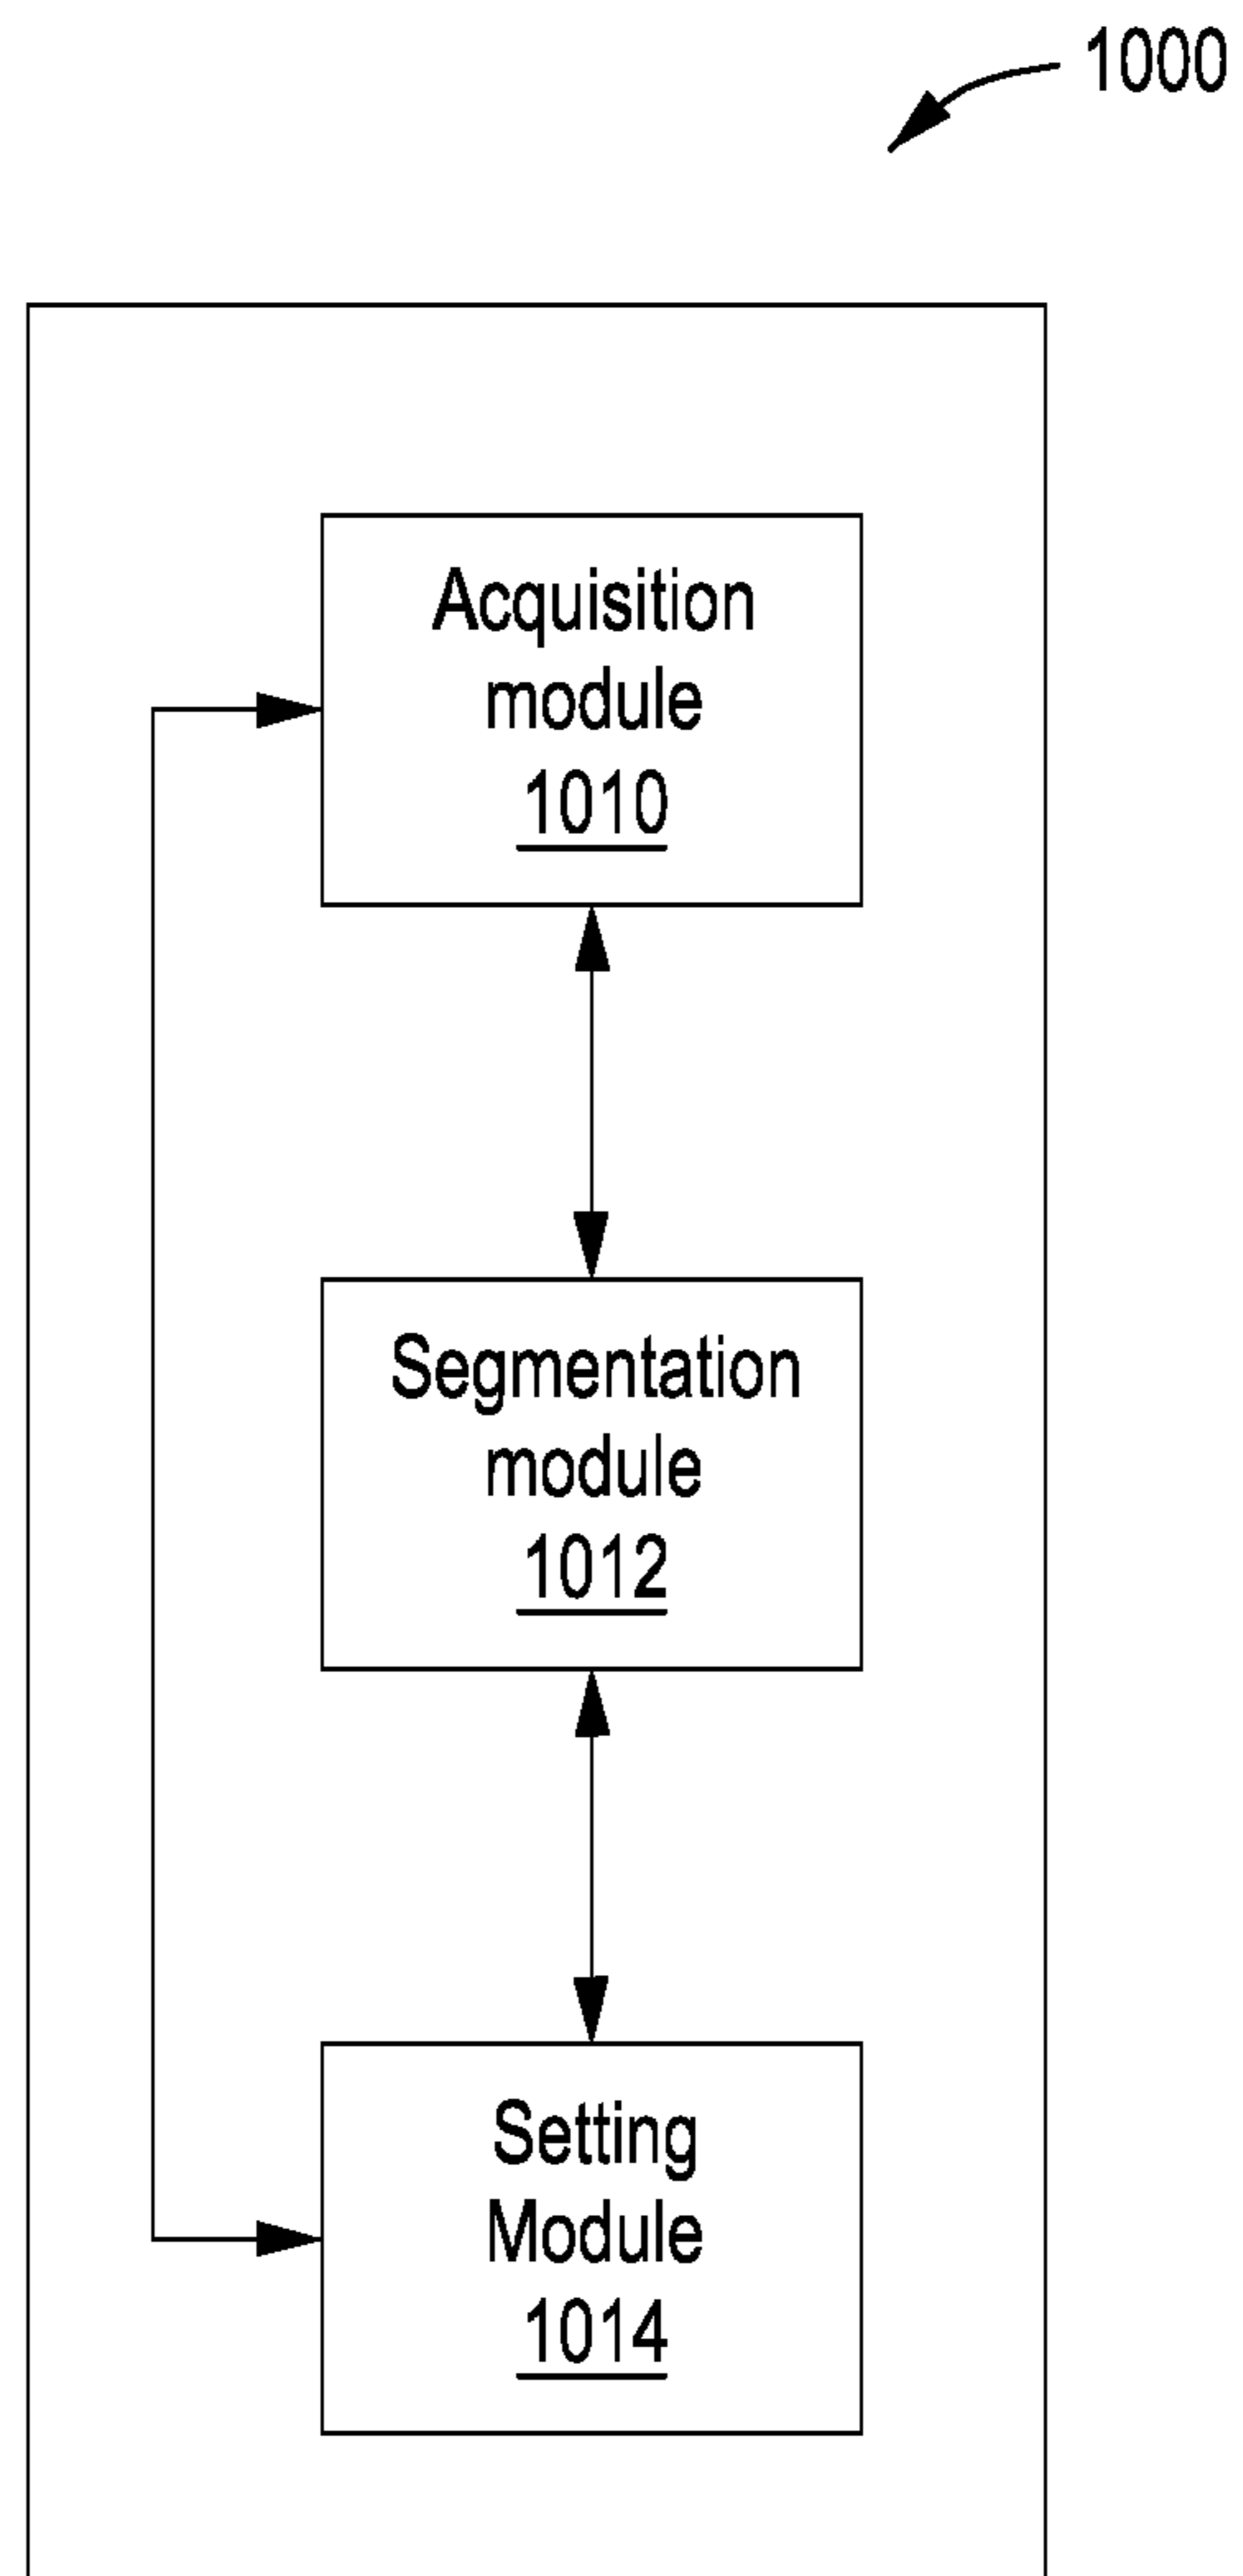 1000
Acquisition
module
1010
Segmentation
module
1012
Setting
Module
1014